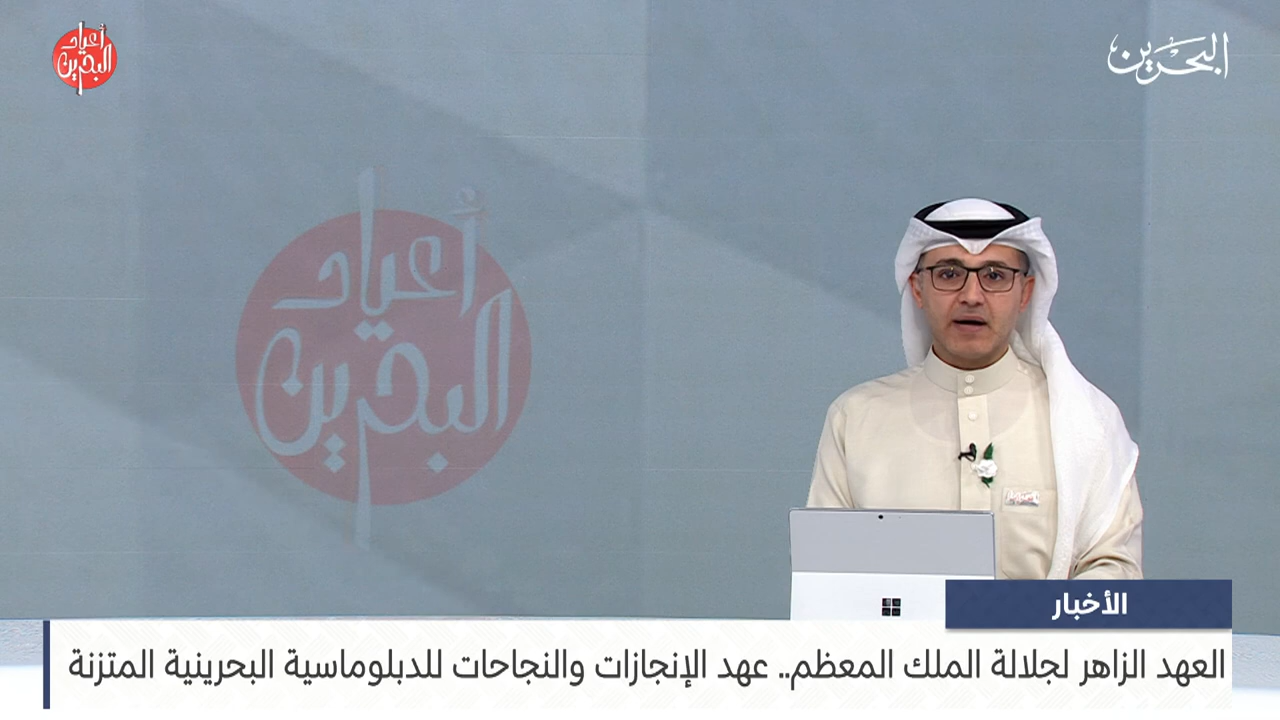 أعياد
البحرين
البحرين
أعياد
البحرين
الأخبار
العهد الزاهر لجلالة الملك المعظم.. عهد الإنجازات والنجاحات للدبلوماسية البحرينية المتزنة